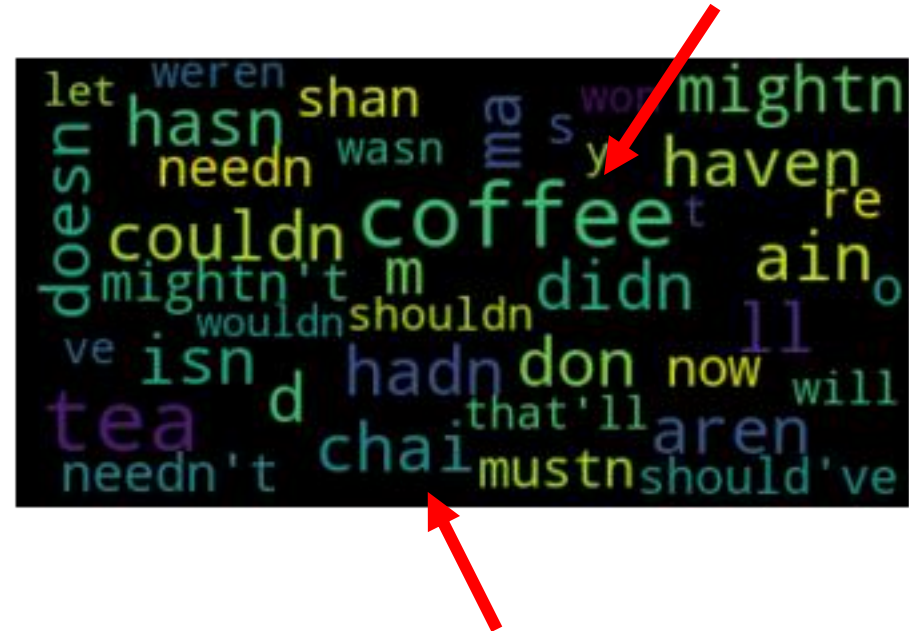 let weren shan ma s won mightn
doesn hasn wasn y haven
needn re
couldn coffee t ain
mightn't m didn o
wouldn shouldn ll
ve isn hadn don now will
tea d that'll aren
needn't chai mustn should've